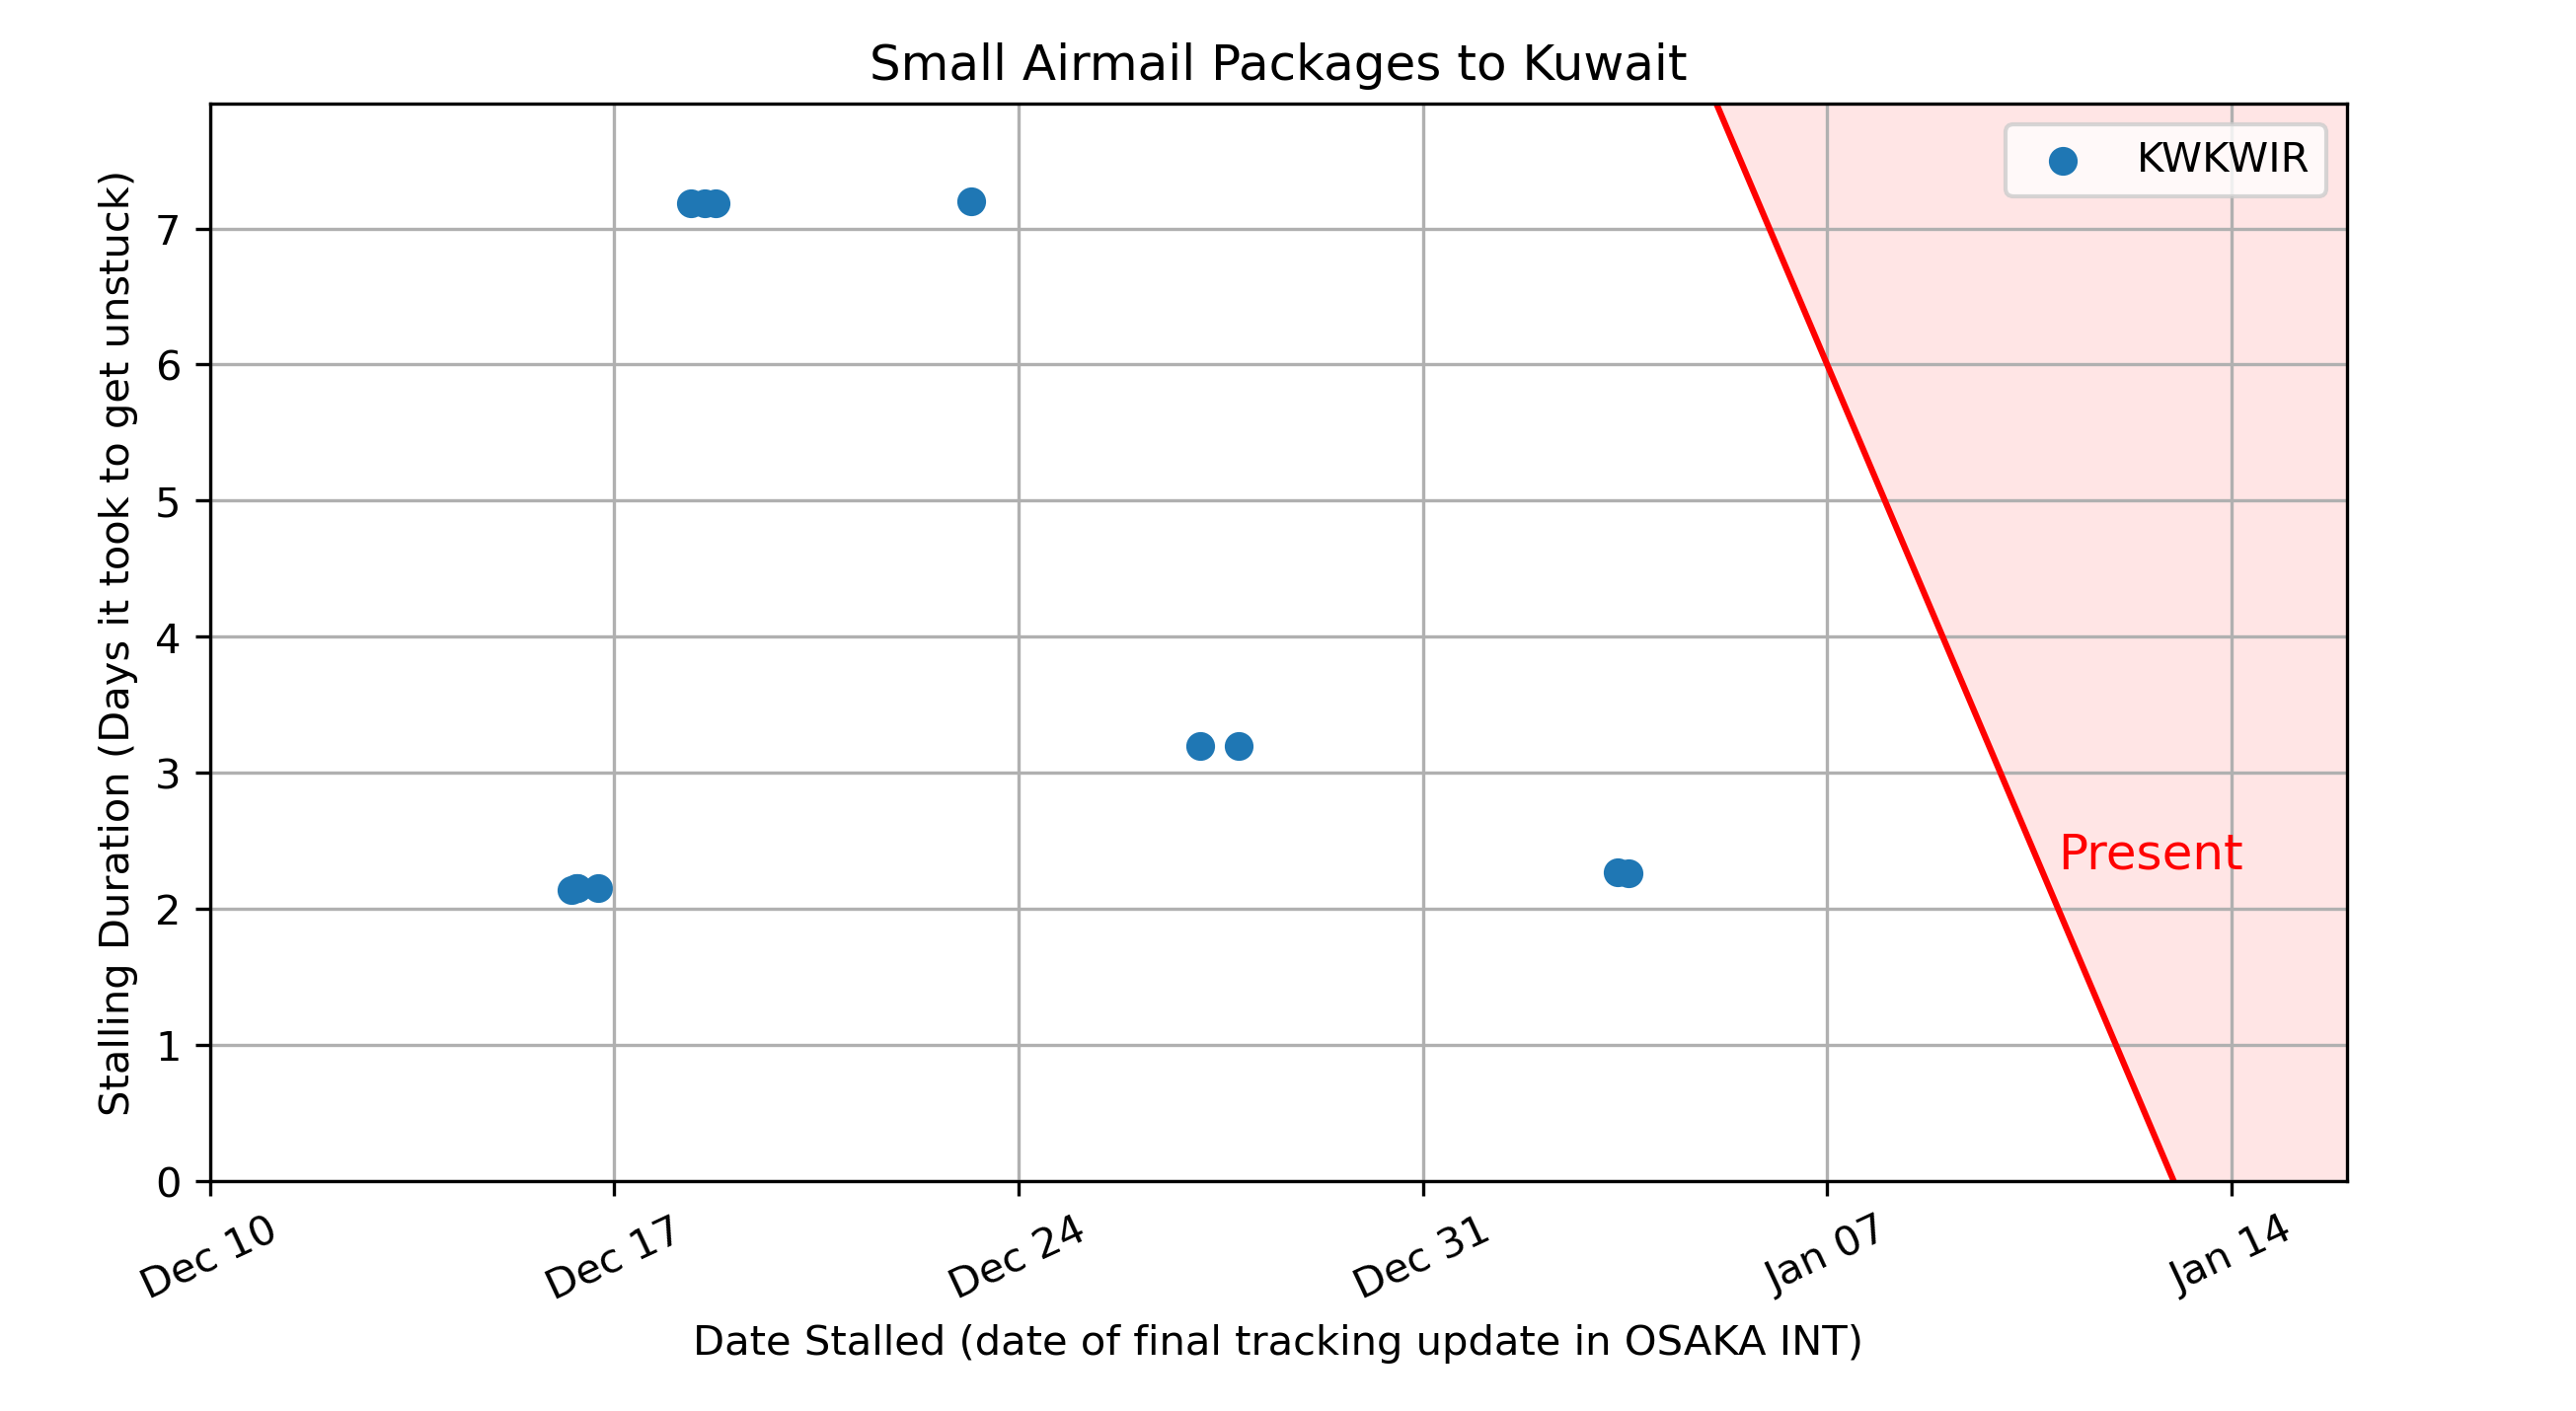 Small Airmail Packages to Kuwait
KWKWIR
Stalling Duration (Days it took to get unstuck)
7
6
5
4
3
2
1
0
Present
Dec 10
Dec 17
Dec 24
Dec 31
Jan 07
Jan 14
Date Stalled (date of final tracking update in OSAKA INT)